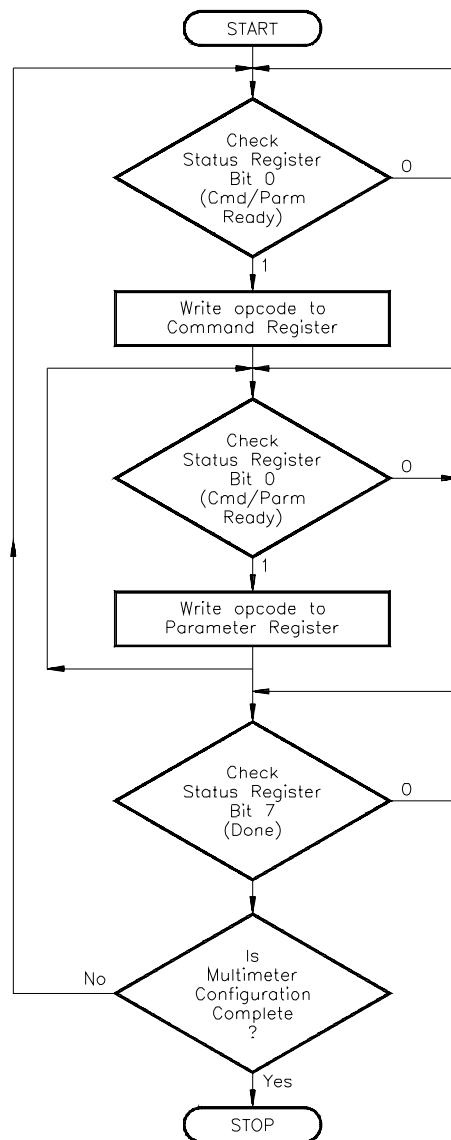 START
Check
Status Register
Bit 0
(Cmd/Parm
Ready)
0
1
Write opcode to
Command Register
Check
Status Register
Bit 0
(Cmd/Parm
Ready)
0
1
Write opcode to
Parameter Register
Check
Status Register
Bit 7
(Done)
0
Is
Multimeter
Configuration
Complete
?
No
Yes
STOP